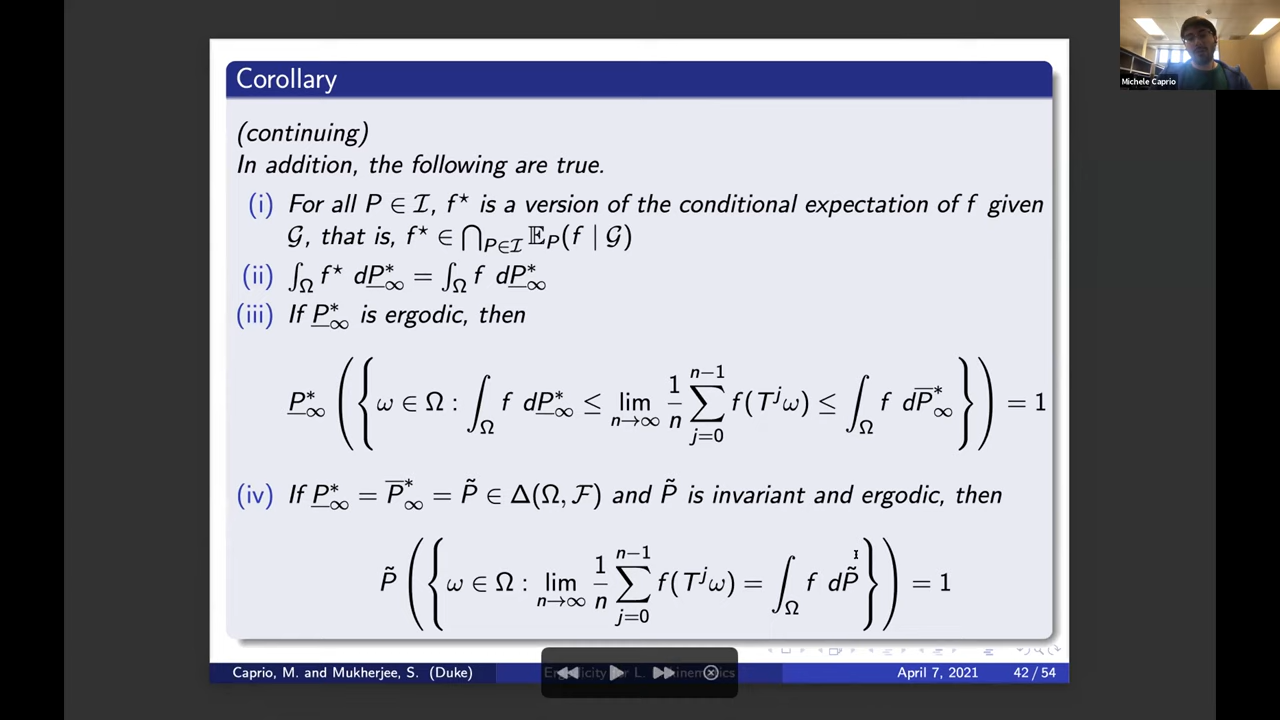 Michele Caprio
Corollary
(continuing)
In addition, the following are true.
(i) For all P ∈ ℐ, f⋆ is a version of the conditional expectation of f given
𝒢, that is, f⋆ ∈ ⋂_{P∈ℐ} 𝔼_P(f | 𝒢)
(ii) ∫_Ω f⋆ dP̲*_∞ = ∫_Ω f dP̲*_∞
(iii) If P̲*_∞ is ergodic, then
P̲*_∞ ({ω ∈ Ω : ∫_Ω f dP̲*_∞ ≤ lim_{n→∞} 1/n ∑_{j=0}^{n−1} f(T^jω) ≤ ∫_Ω f dP̅*_∞}) = 1
(iv) If P̲*_∞ = P̅*_∞ = P̃ ∈ Δ(Ω, ℱ) and P̃ is invariant and ergodic, then
P̃ ({ω ∈ Ω : lim_{n→∞} 1/n ∑_{j=0}^{n−1} f(T^jω) = ∫_Ω f dP̃}) = 1
Caprio, M. and Mukherjee, S. (Duke) April 7, 2021 42 / 54